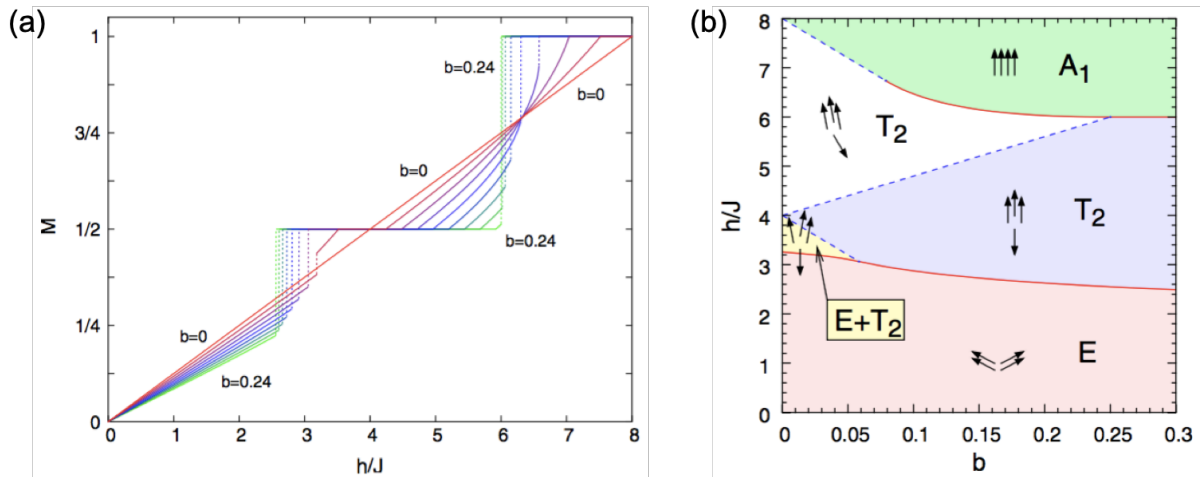 (a)
1
3/4
M
1/2
1/4
0
b=0.24
b=0
b=0
b=0.24
b=0
b=0.24
0 1 2 3 4 5 6 7 8
h/J
(b)
8
7
6
5
h/J
4
3
2
1
0
A₁
T₂
T₂
E+T₂
E
0 0.05 0.1 0.15 0.2 0.25 0.3
b